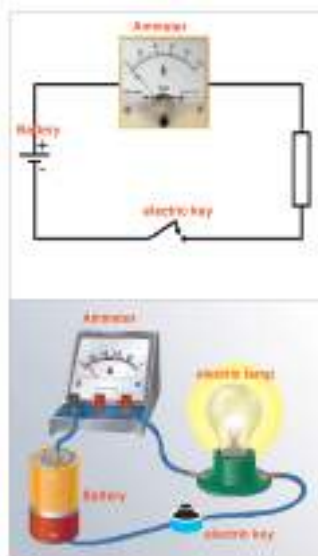 Ammeter
A
Battery
+
-
electric key
Ammeter
electric lamp
Battery
electric key